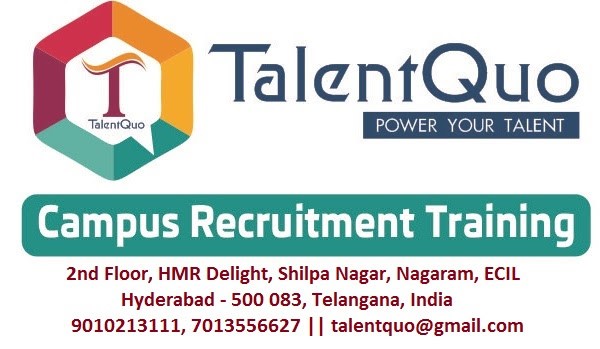 T
TalentQuo
TalentQuo
POWER YOUR TALENT
Campus Recruitment Training
2nd Floor, HMR Delight, Shilpa Nagar, Nagaram, ECIL
Hyderabad - 500 083, Telangana, India
9010213111, 7013556627 || talentquo@gmail.com